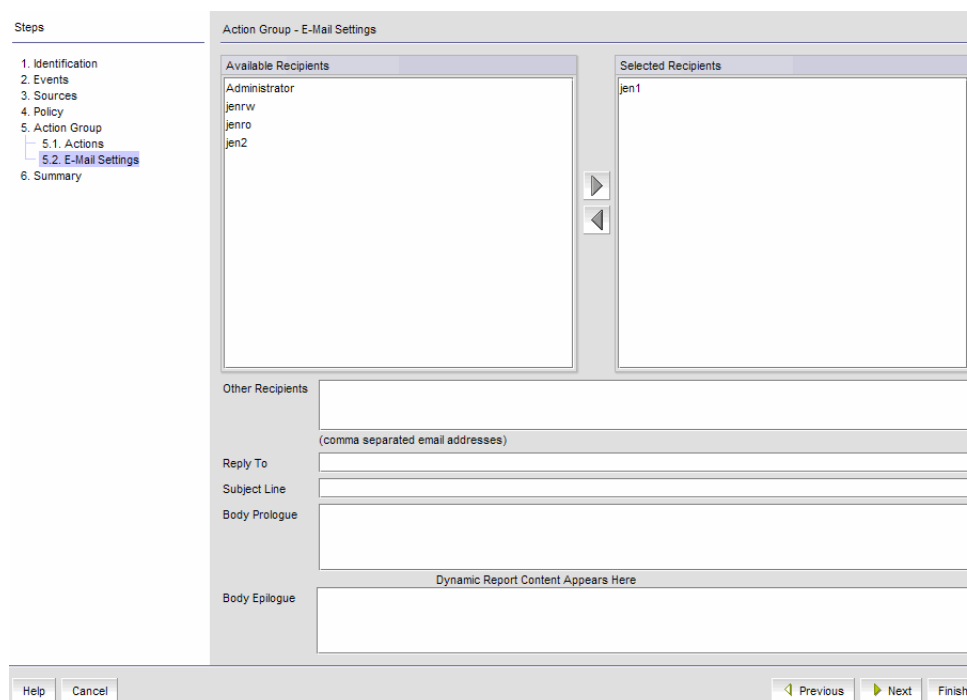 Steps
1. Identification
2. Events
3. Sources
4. Policy
5. Action Group
5.1. Actions
5.2. E-Mail Settings
6. Summary
Action Group - E-Mail Settings
Available Recipients
Administrator
jenrw
jenro
jen2
Selected Recipients
jen1
Other Recipients
(comma separated email addresses)
Reply To
Subject Line
Body Prologue
Dynamic Report Content Appears Here
Body Epilogue
Help
Cancel
Previous
Next
Finish